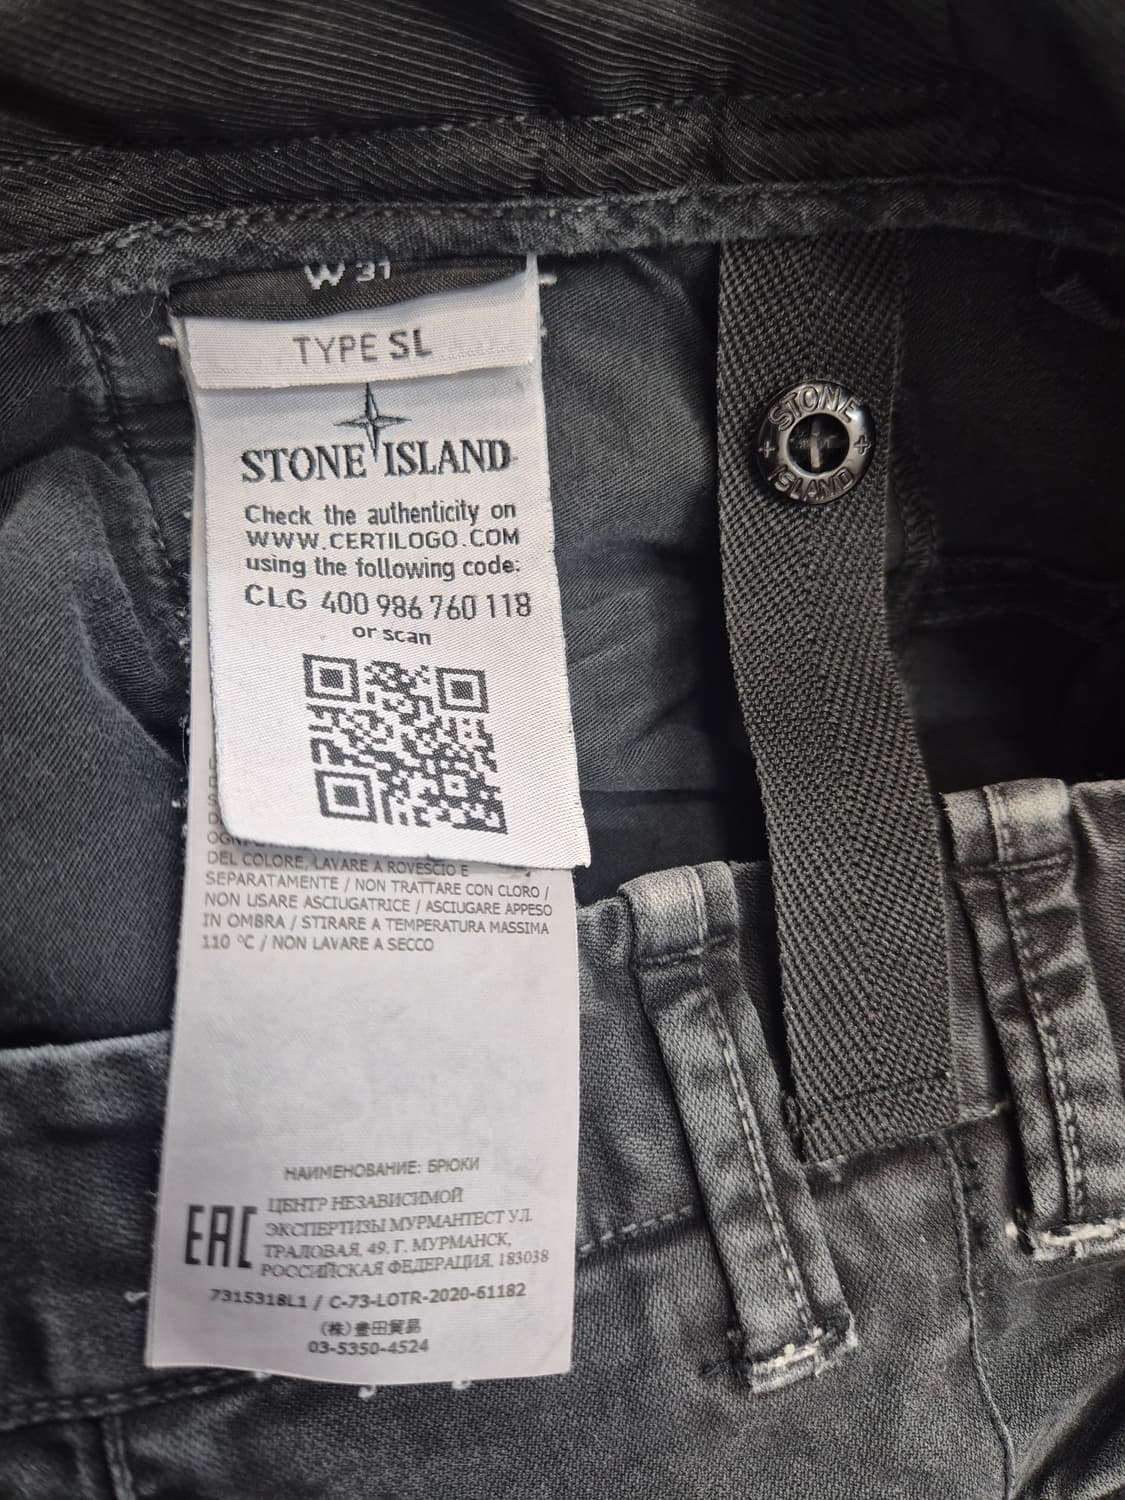 W 31
TYPE SL
STONE ISLAND
Check the authenticity on
WWW.CERTILOGO.COM
using the following code:
CLG 400 986 760 118
or scan
DEL COLORE, LAVARE A ROVESCIO E
SEPARATAMENTE / NON TRATTARE CON CLORO /
NON USARE ASCIUGATRICE / ASCIUGARE APPESO
IN OMBRA / STIRARE A TEMPERATURA MASSIMA
110 °C / NON LAVARE A SECCO
НАИМЕНОВАНИЕ: БРЮКИ
EAC
ЦЕНТР НЕЗАВИСИМОЙ
ЭКСПЕРТИЗЫ МУРМАНТЕСТ УЛ.
ТРАЛОВАЯ, 49, Г. МУРМАНСК,
РОССИЙСКАЯ ФЕДЕРАЦИЯ, 183038
7315318L1 / C-73-LOTR-2020-61182
(株)豊田貿易
03-5350-4524
STONE
ISLAND